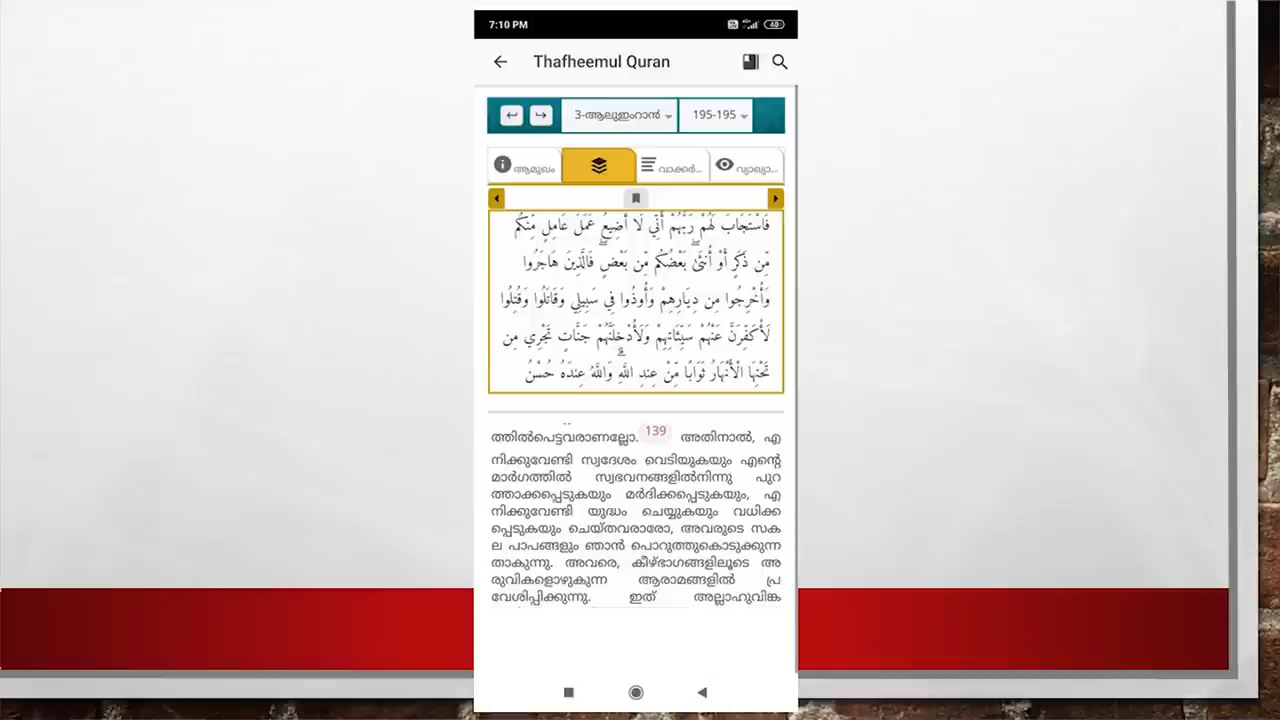 7:10 PM
40
Thafheemul Quran
3-ആലുഇംറാൻ
195-195
ആമുഖം
വാക്കർ...
വ്യാഖ്യാ...
فَاسْتَجَابَ لَهُمْ رَبُّهُمْ أَنِّي لَا أُضِيعُ عَمَلَ عَامِلٍ مِّنكُم
مِّن ذَكَرٍ أَوْ أُنثَىٰ ۖ بَعْضُكُم مِّن بَعْضٍ ۖ فَالَّذِينَ هَاجَرُوا
وَأُخْرِجُوا مِن دِيَارِهِمْ وَأُوذُوا فِي سَبِيلِي وَقَاتَلُوا وَقُتِلُوا
لَأُكَفِّرَنَّ عَنْهُمْ سَيِّئَاتِهِمْ وَلَأُدْخِلَنَّهُمْ جَنَّاتٍ تَجْرِي مِن
تَحْتِهَا الْأَنْهَارُ ثَوَابًا مِّنْ عِندِ اللَّهِ ۗ وَاللَّهُ عِندَهُ حُسْنُ
ത്തിൽപെട്ടവരാണല്ലോ. 139 അതിനാൽ, എ
നിക്കുവേണ്ടി സ്വദേശം വെടിയുകയും എന്റെ
മാർഗത്തിൽ സ്വഭവനങ്ങളിൽനിന്നു പുറ
ത്താക്കപ്പെടുകയും മർദിക്കപ്പെടുകയും, എ
നിക്കുവേണ്ടി യുദ്ധം ചെയ്യുകയും വധിക്ക
പ്പെടുകയും ചെയ്തവരാരോ, അവരുടെ സക
ല പാപങ്ങളും ഞാൻ പൊറുത്തുകൊടുക്കുന്ന
താകുന്നു. അവരെ, കീഴ്ഭാഗങ്ങളിലൂടെ അ
രുവികളൊഴുകുന്ന ആരാമങ്ങളിൽ പ്ര
വേശിപ്പിക്കുന്നു. ഇത് അല്ലാഹുവിങ്ക